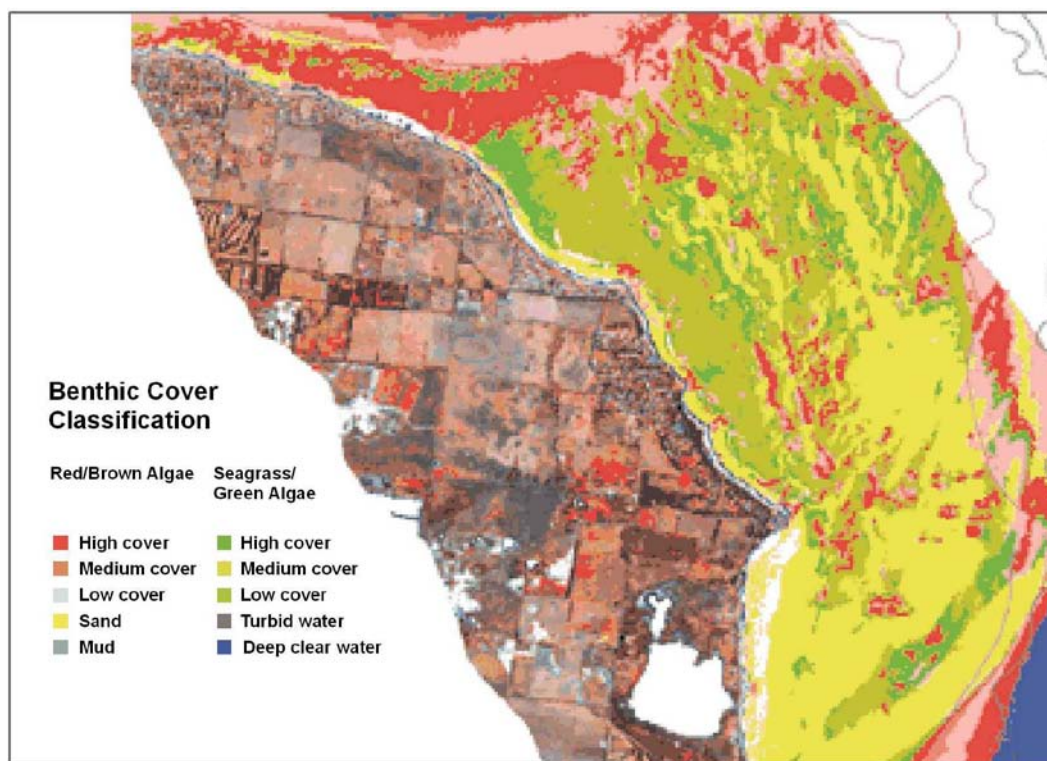 Benthic Cover
Classification
Red/Brown Algae
Seagrass/
Green Algae
High cover
Medium cover
Low cover
Sand
Mud
High cover
Medium cover
Low cover
Turbid water
Deep clear water